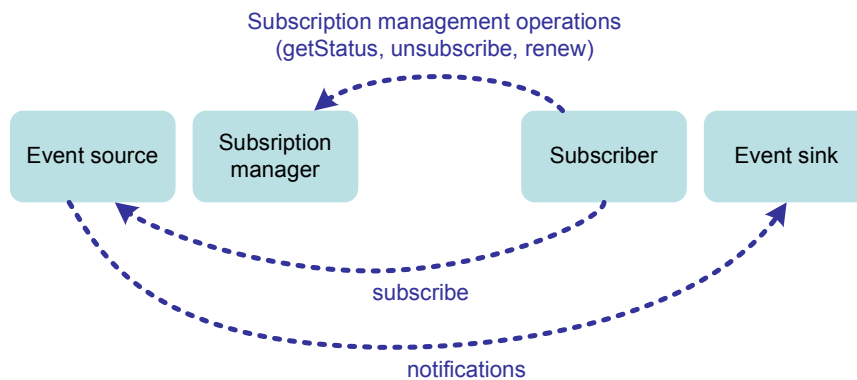 Subscription management operations
(getStatus, unsubscribe, renew)
Event source
Subsription
manager
Subscriber
Event sink
subscribe
notifications